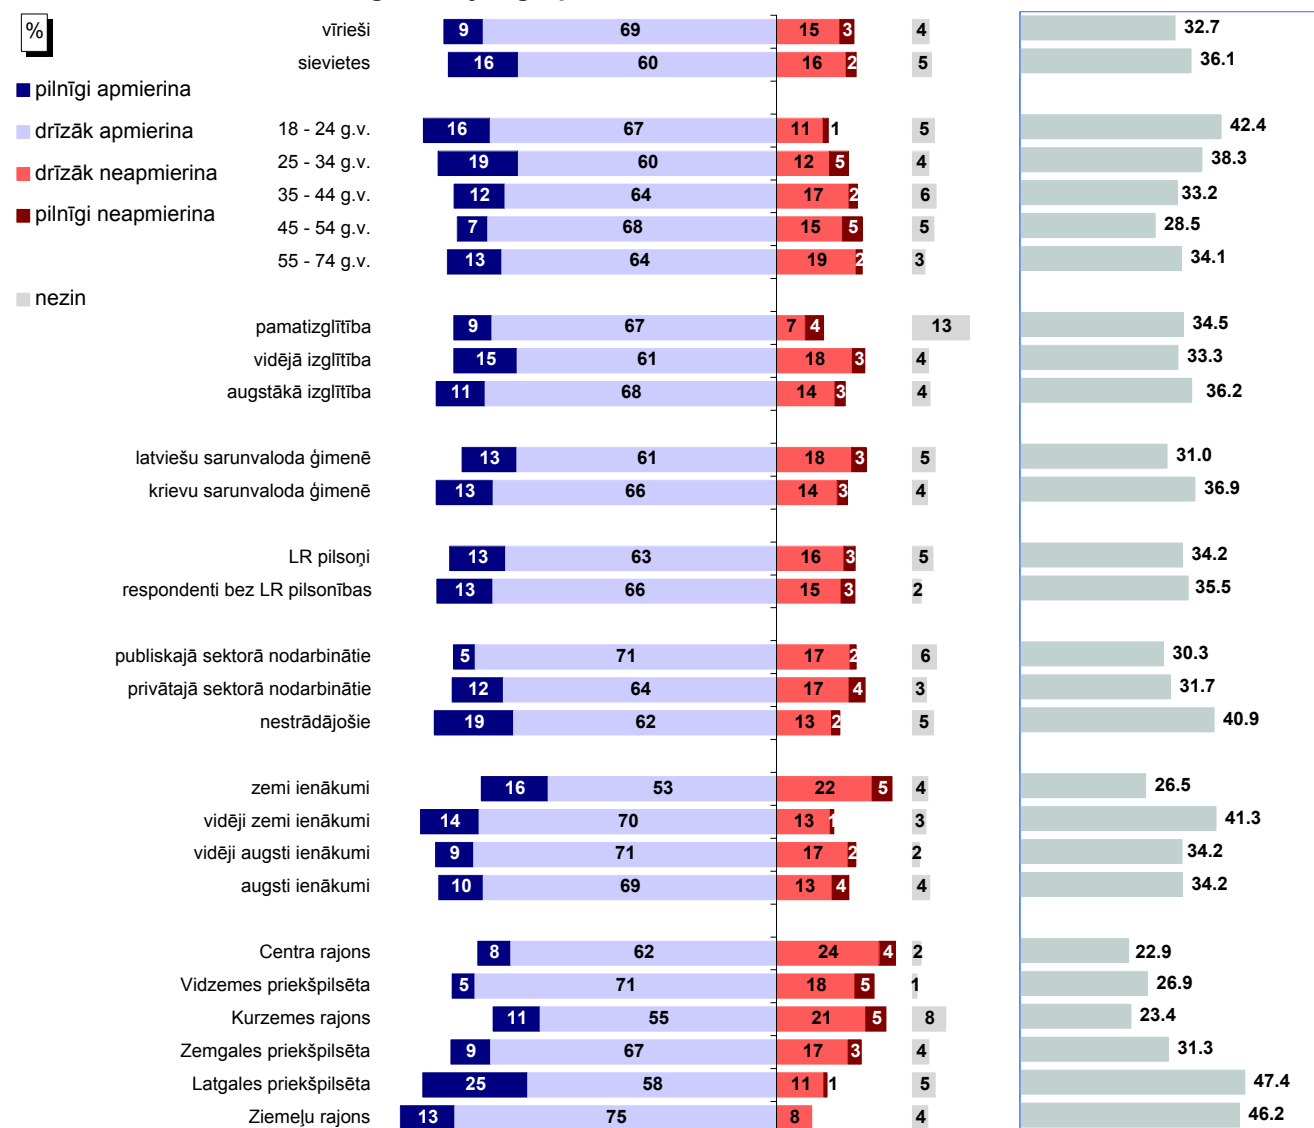 %
pilnīgi apmierina
drīzāk apmierina
drīzāk neapmierina
pilnīgi neapmierina
nezin
vīrieši 9 69 15 3 4 32.7
sievietes 16 60 16 2 5 36.1
18 - 24 g.v. 16 67 11 1 5 42.4
25 - 34 g.v. 19 60 12 5 4 38.3
35 - 44 g.v. 12 64 17 2 6 33.2
45 - 54 g.v. 7 68 15 5 5 28.5
55 - 74 g.v. 13 64 19 2 3 34.1
pamatizglītība 9 67 7 4 13 34.5
vidējā izglītība 15 61 18 3 4 33.3
augstākā izglītība 11 68 14 3 4 36.2
latviešu sarunvaloda ģimenē 13 61 18 3 5 31.0
krievu sarunvaloda ģimenē 13 66 14 3 4 36.9
LR pilsoņi 13 63 16 3 5 34.2
respondenti bez LR pilsonības 13 66 15 3 2 35.5
publiskajā sektorā nodarbinātie 5 71 17 2 6 30.3
privātajā sektorā nodarbinātie 12 64 17 4 3 31.7
nestrādājošie 19 62 13 2 5 40.9
zemi ienākumi 16 53 22 5 4 26.5
vidēji zemi ienākumi 14 70 13 1 3 41.3
vidēji augsti ienākumi 9 71 17 2 2 34.2
augsti ienākumi 10 69 13 4 4 34.2
Centra rajons 8 62 24 4 2 22.9
Vidzemes priekšpilsēta 5 71 18 5 1 26.9
Kurzemes rajons 11 55 21 5 8 23.4
Zemgales priekšpilsēta 9 67 17 3 4 31.3
Latgales priekšpilsēta 25 58 11 1 5 47.4
Ziemeļu rajons 13 75 8 4 46.2